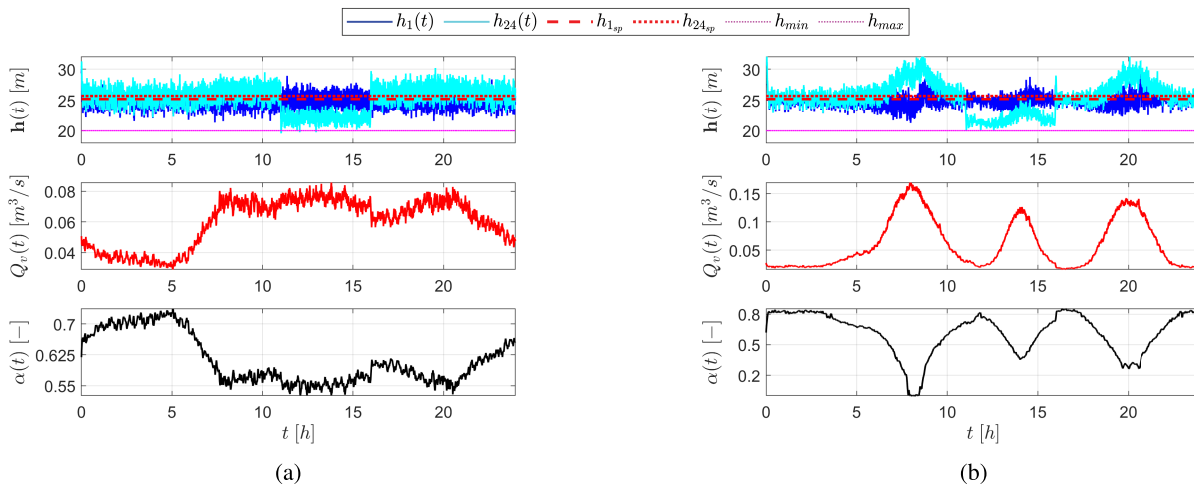 h₁(t) h₂₄(t) h₁ₛₚ h₂₄ₛₚ hₘᵢₙ hₘₐₓ
h(t) [m]
30
25
20
0 5 10 15 20
Q_v(t) [m³/s]
0.08
0.06
0.04
0 5 10 15 20
α(t) [−]
0.7
0.625
0.55
0 5 10 15 20
t [h]
(a)
h(t) [m]
30
25
20
0 5 10 15 20
Q_v(t) [m³/s]
0.15
0.1
0.05
0 5 10 15 20
α(t) [−]
0.8
0.5
0.2
0 5 10 15 20
t [h]
(b)